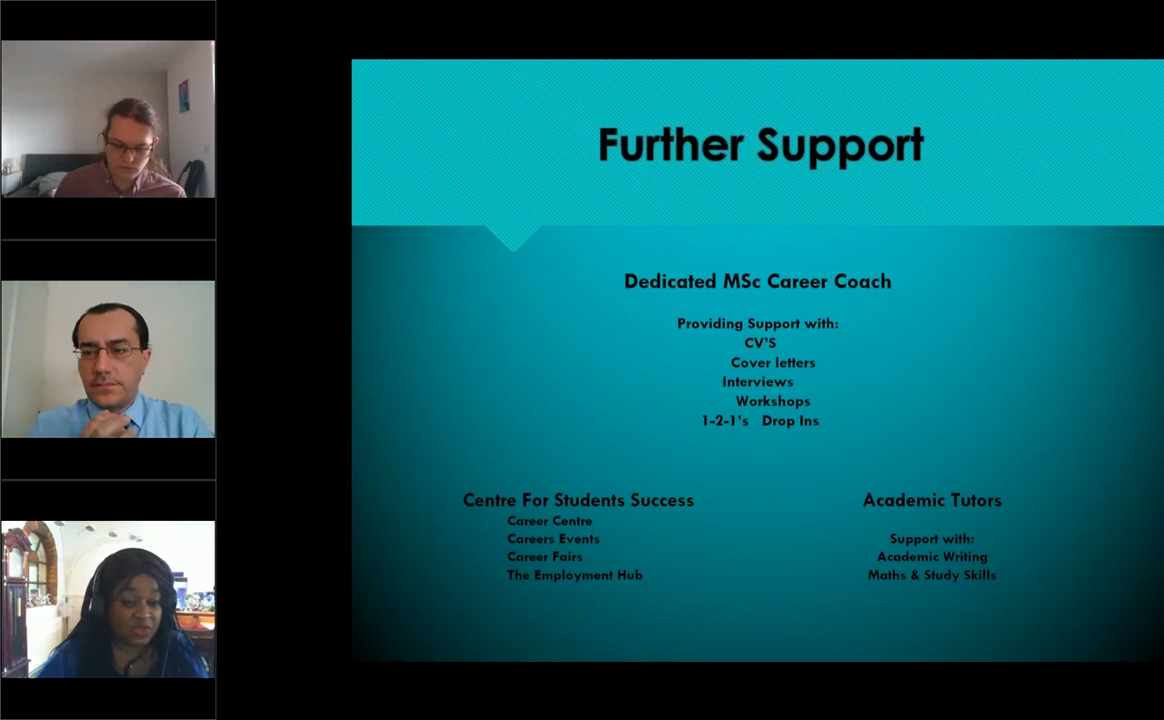 Further Support
Dedicated MSc Career Coach
Providing Support with:
CV'S
Cover letters
Interviews
Workshops
1-2-1's Drop Ins
Centre For Students Success
Career Centre
Careers Events
Career Fairs
The Employment Hub
Academic Tutors
Support with:
Academic Writing
Maths & Study Skills